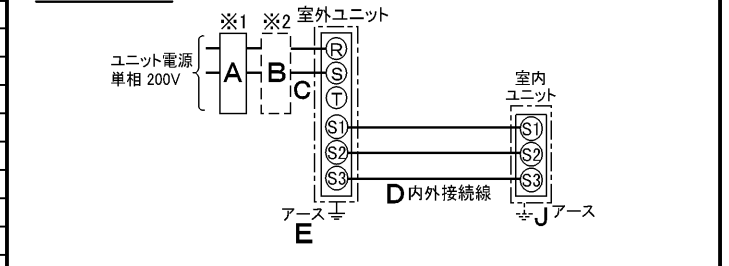 ※1 ※2 室外ユニット
ユニット電源
単相 200V
A
B
C
R
S
T
S1
S2
S3
室内
ユニット
S1
S2
S3
D 内外接続線
アース
E
J アース